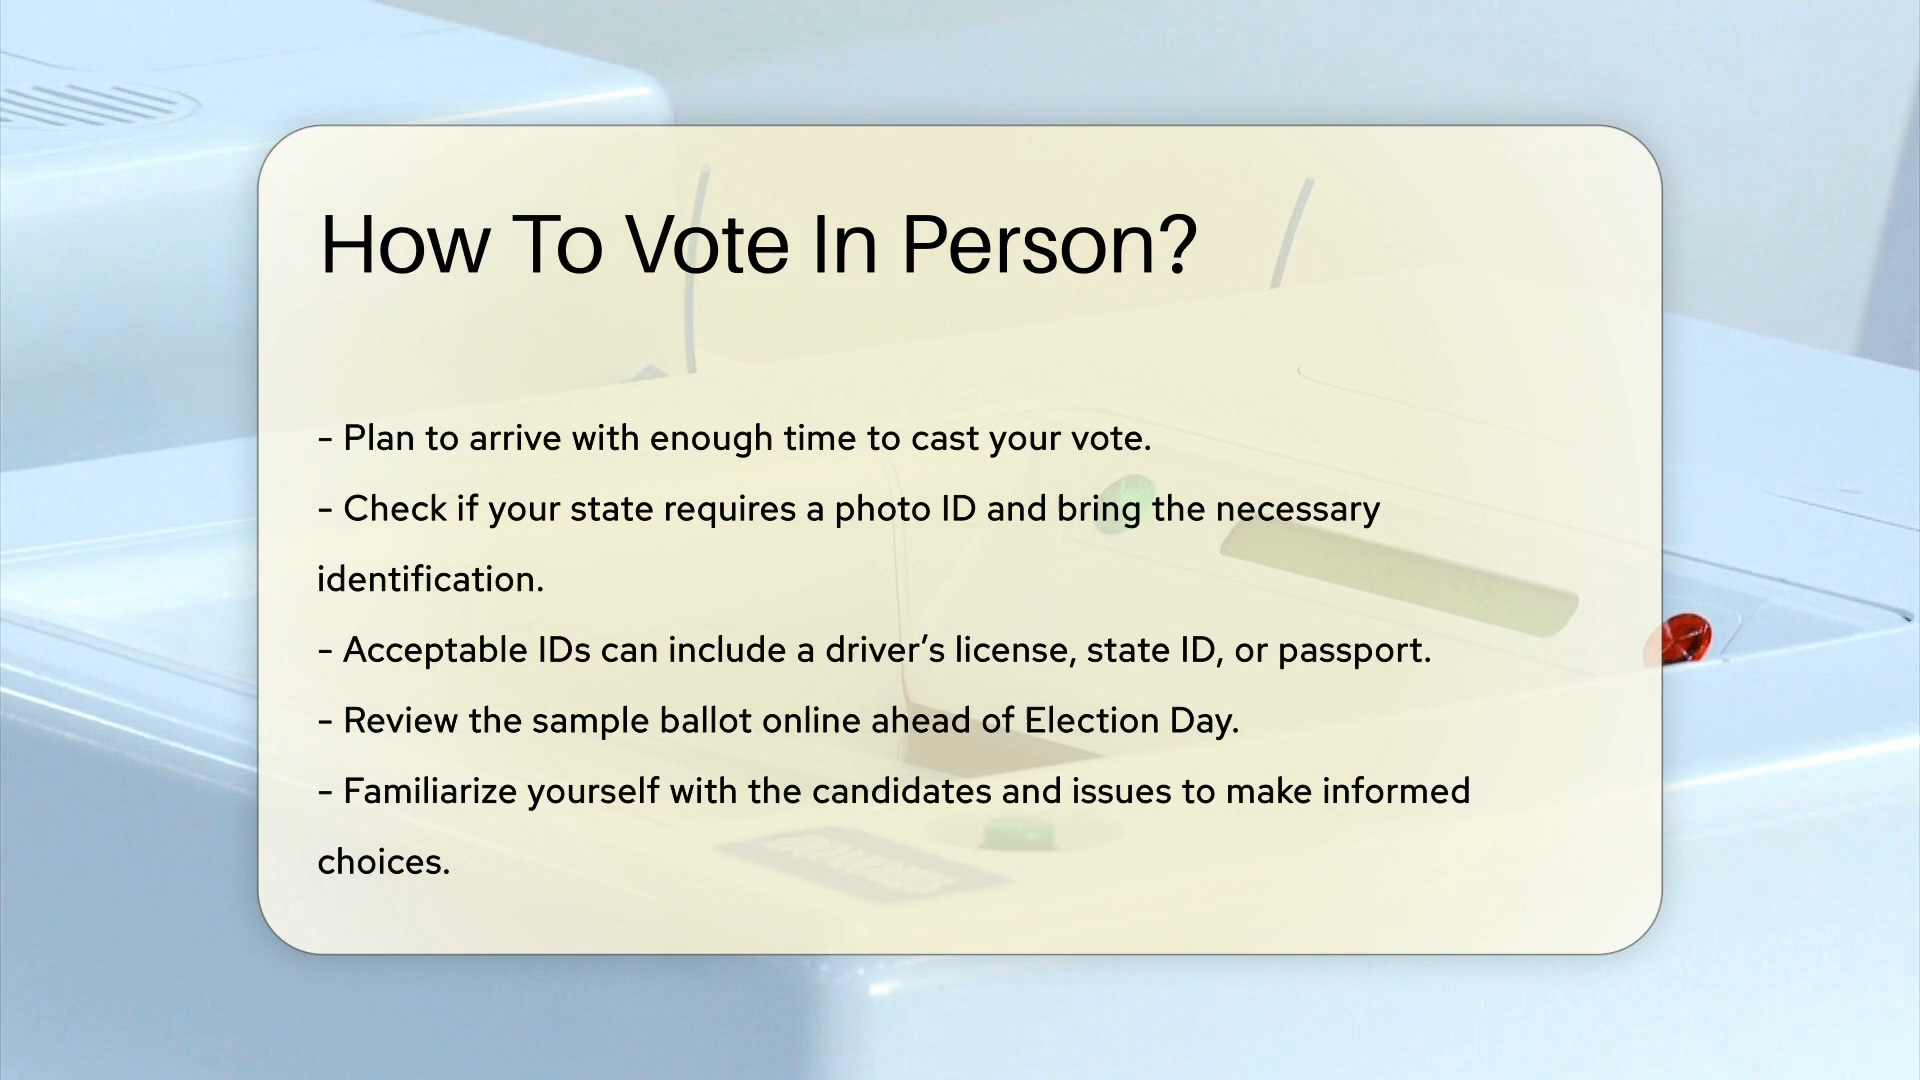 How To Vote In Person?
- Plan to arrive with enough time to cast your vote.
- Check if your state requires a photo ID and bring the necessary
identification.
- Acceptable IDs can include a driver’s license, state ID, or passport.
- Review the sample ballot online ahead of Election Day.
- Familiarize yourself with the candidates and issues to make informed
choices.